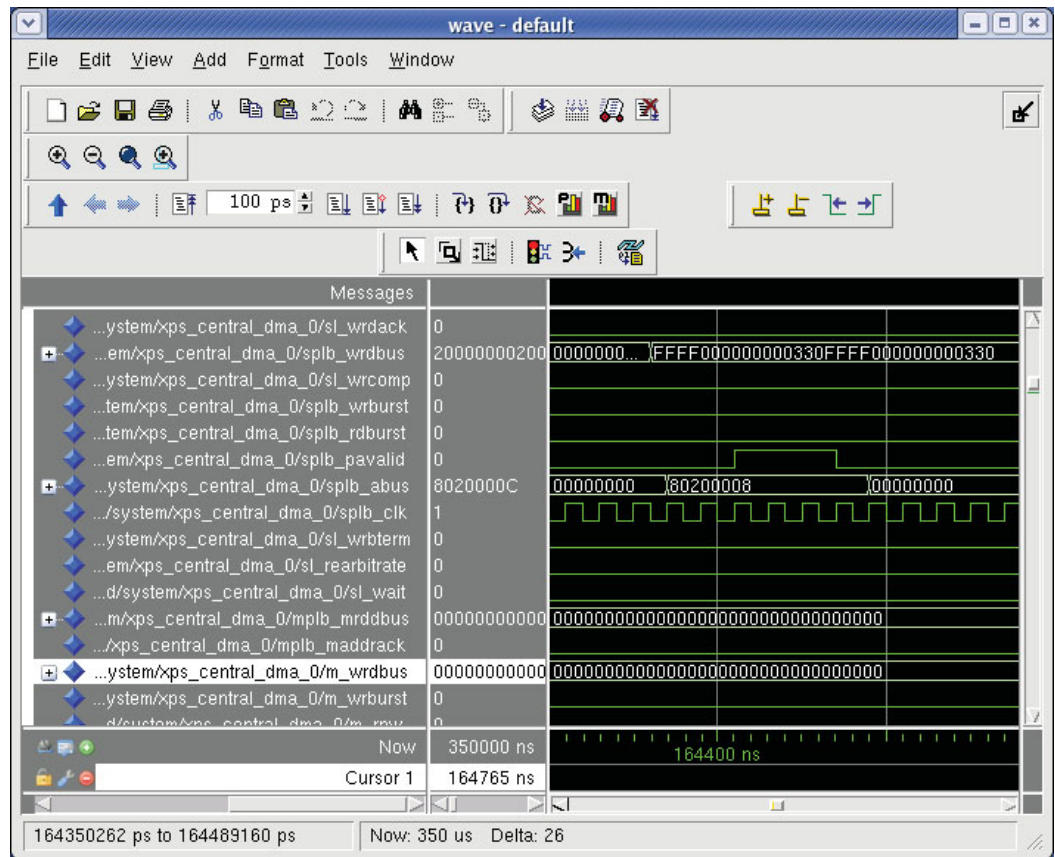 wave - default
File Edit View Add Format Tools Window
100 ps
Messages
...ystem/xps_central_dma_0/sl_wrdack 0
...em/xps_central_dma_0/splb_wrdbus 20000000200 0000000... FFFF000000000330FFFF000000000330
...ystem/xps_central_dma_0/sl_wrcomp 0
...tem/xps_central_dma_0/splb_wrburst 0
...tem/xps_central_dma_0/splb_rdburst 0
...em/xps_central_dma_0/splb_pavalid 0
...ystem/xps_central_dma_0/splb_abus 8020000C 00000000 80200008 00000000
.../system/xps_central_dma_0/splb_clk 1
...ystem/xps_central_dma_0/sl_wrbterm 0
...em/xps_central_dma_0/sl_rearbitrate 0
...d/system/xps_central_dma_0/sl_wait 0
...m/xps_central_dma_0/mplb_mrddbus 00000000000 00000000000000000000000000000000
.../xps_central_dma_0/mplb_maddrack 0
...ystem/xps_central_dma_0/m_wrdbus 00000000000 00000000000000000000000000000000
...ystem/xps_central_dma_0/m_wrburst 0
Now 350000 ns 164400 ns
Cursor 1 164765 ns
164350262 ps to 164489160 ps Now: 350 us Delta: 26